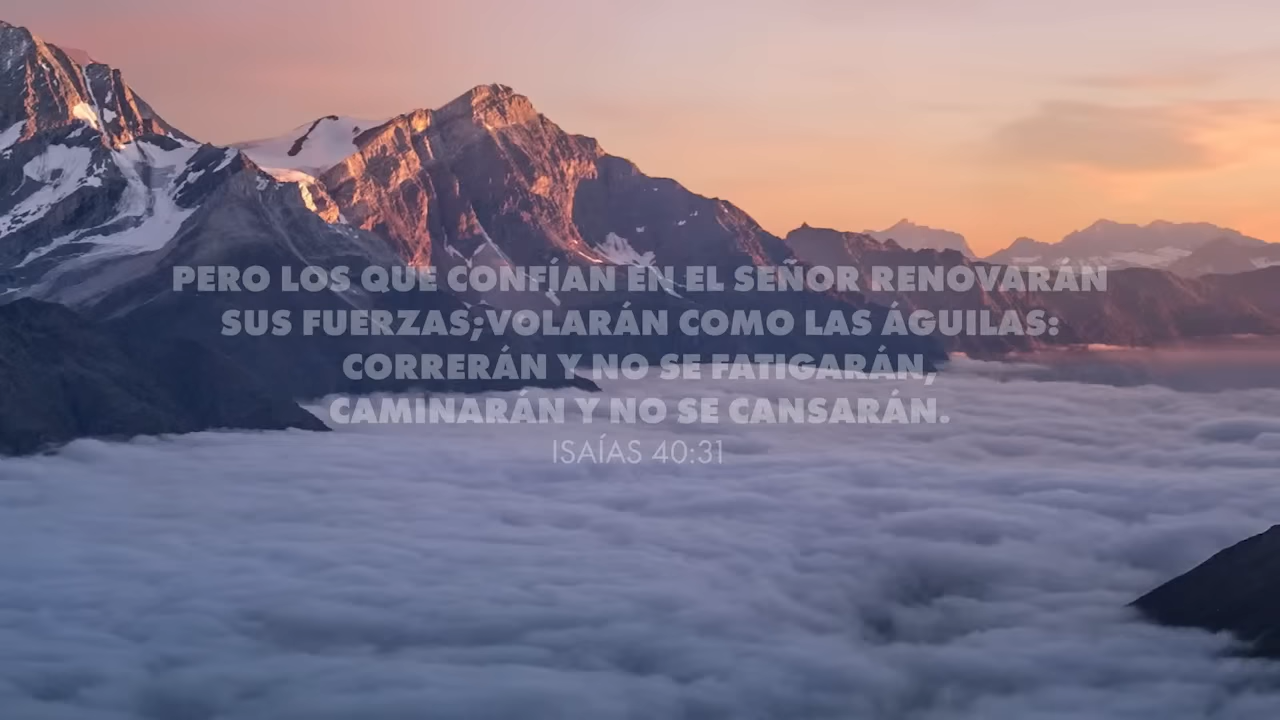 PERO LOS QUE CONFÍAN EN EL SEÑOR RENOVARÁN
SUS FUERZAS; VOLARÁN COMO LAS ÁGUILAS:
CORRERÁN Y NO SE FATIGARÁN,
CAMINARÁN Y NO SE CANSARÁN.
ISAÍAS 40:31